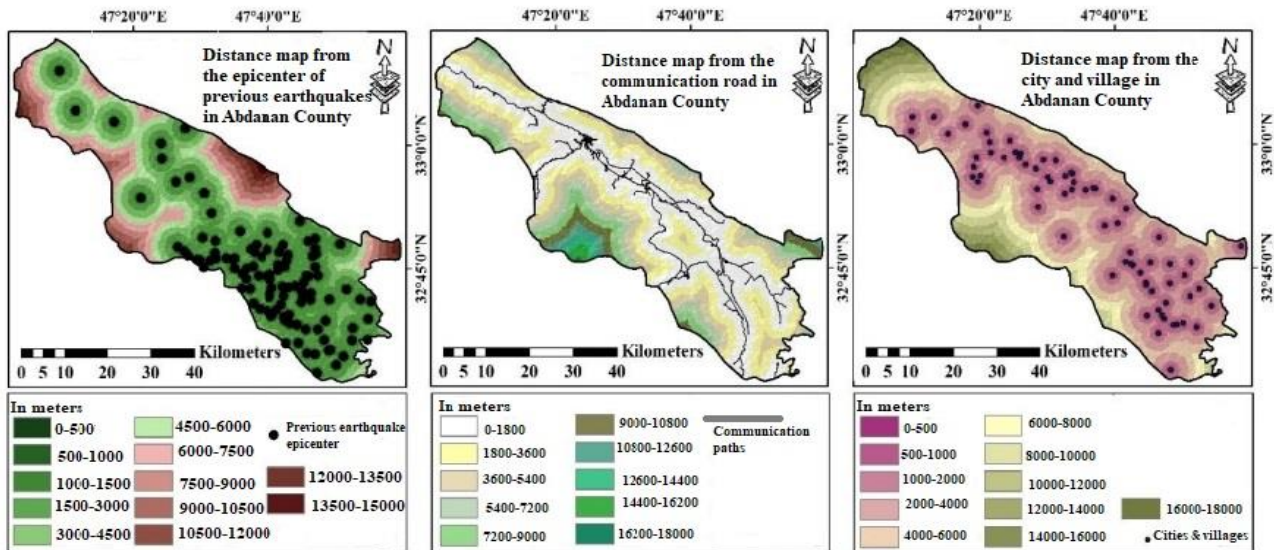 47°20'0"E 47°40'0"E
Distance map from
the epicenter of
previous earthquakes
in Abdanan County
N
33°0'0"N
32°45'0"N
Kilometers
0 5 10 20 30 40
In meters
0-500
500-1000
1000-1500
1500-3000
3000-4500
4500-6000
6000-7500
7500-9000
9000-10500
10500-12000
Previous earthquake
epicenter
12000-13500
13500-15000
47°20'0"E 47°40'0"E
Distance map from the
communication road in
Abdanan County
N
33°0'0"N
32°45'0"N
Kilometers
0 5 10 20 30 40
In meters
0-1800
1800-3600
3600-5400
5400-7200
7200-9000
9000-10800
10800-12600
12600-14400
14400-16200
16200-18000
Communication
paths
47°20'0"E 47°40'0"E
Distance map from the
city and village in
Abdanan County
N
33°0'0"N
32°45'0"N
Kilometers
0 5 10 20 30 40
In meters
0-500
500-1000
1000-2000
2000-4000
4000-6000
6000-8000
8000-10000
10000-12000
12000-14000
14000-16000
16000-18000
Cities & villages